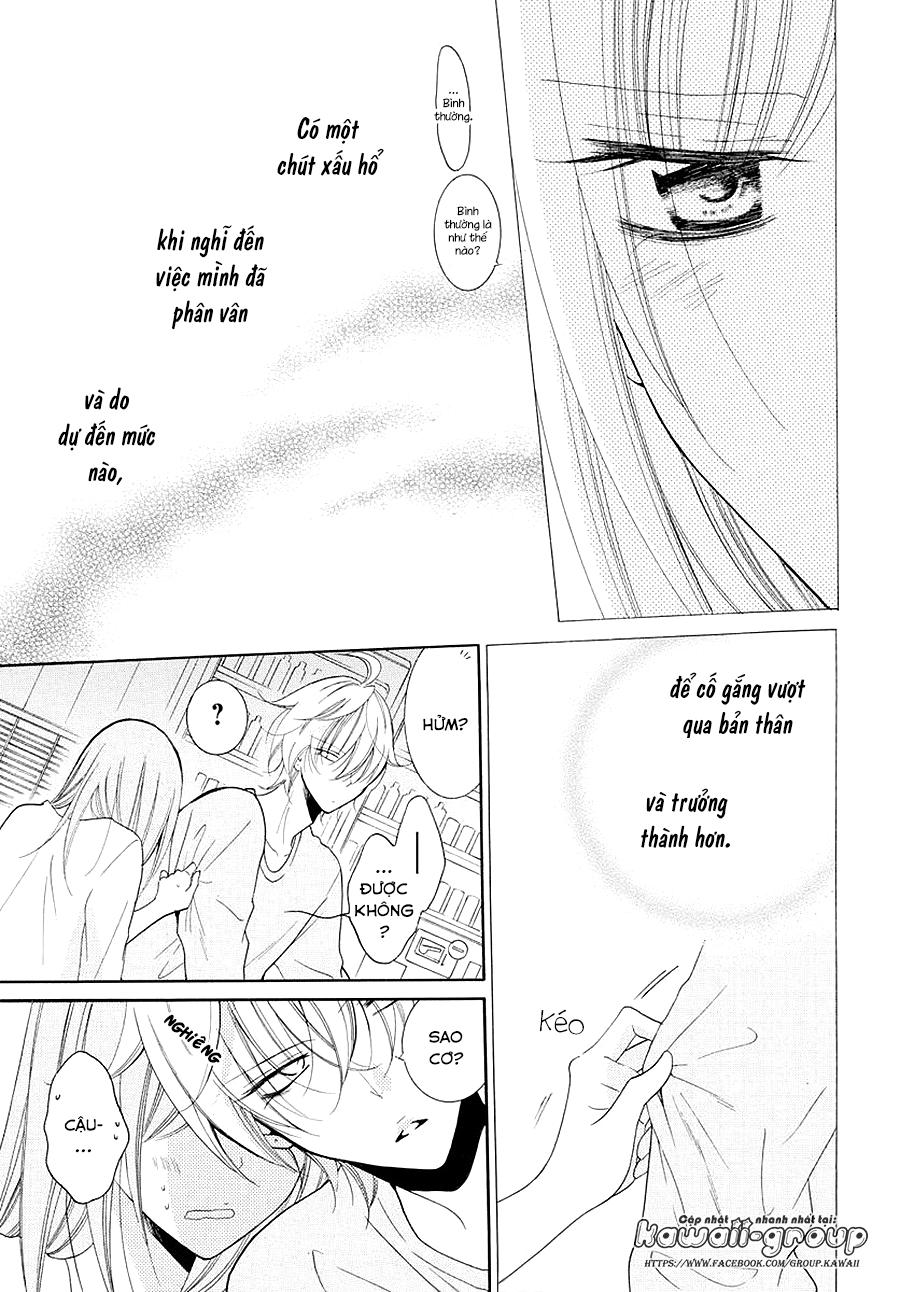 ...
Bình
thường.
Bình
thường là
như thế
nào?
Có một
chút xấu hổ
khi nghĩ đến
việc mình đã
phân vân
và do
dự đến mức
nào,
để cố gắng vượt
qua bản thân
và trưởng
thành hơn.
Kéo
HỬM?
?
...
ĐƯỢC
KHÔNG
?
SAO
CƠ?
NGHIÊNG
CẬU-
Cập nhật nhanh nhất tại:
kawaii-group
HTTPS://WWW.FACEBOOK.COM/GROUP.KAWAII